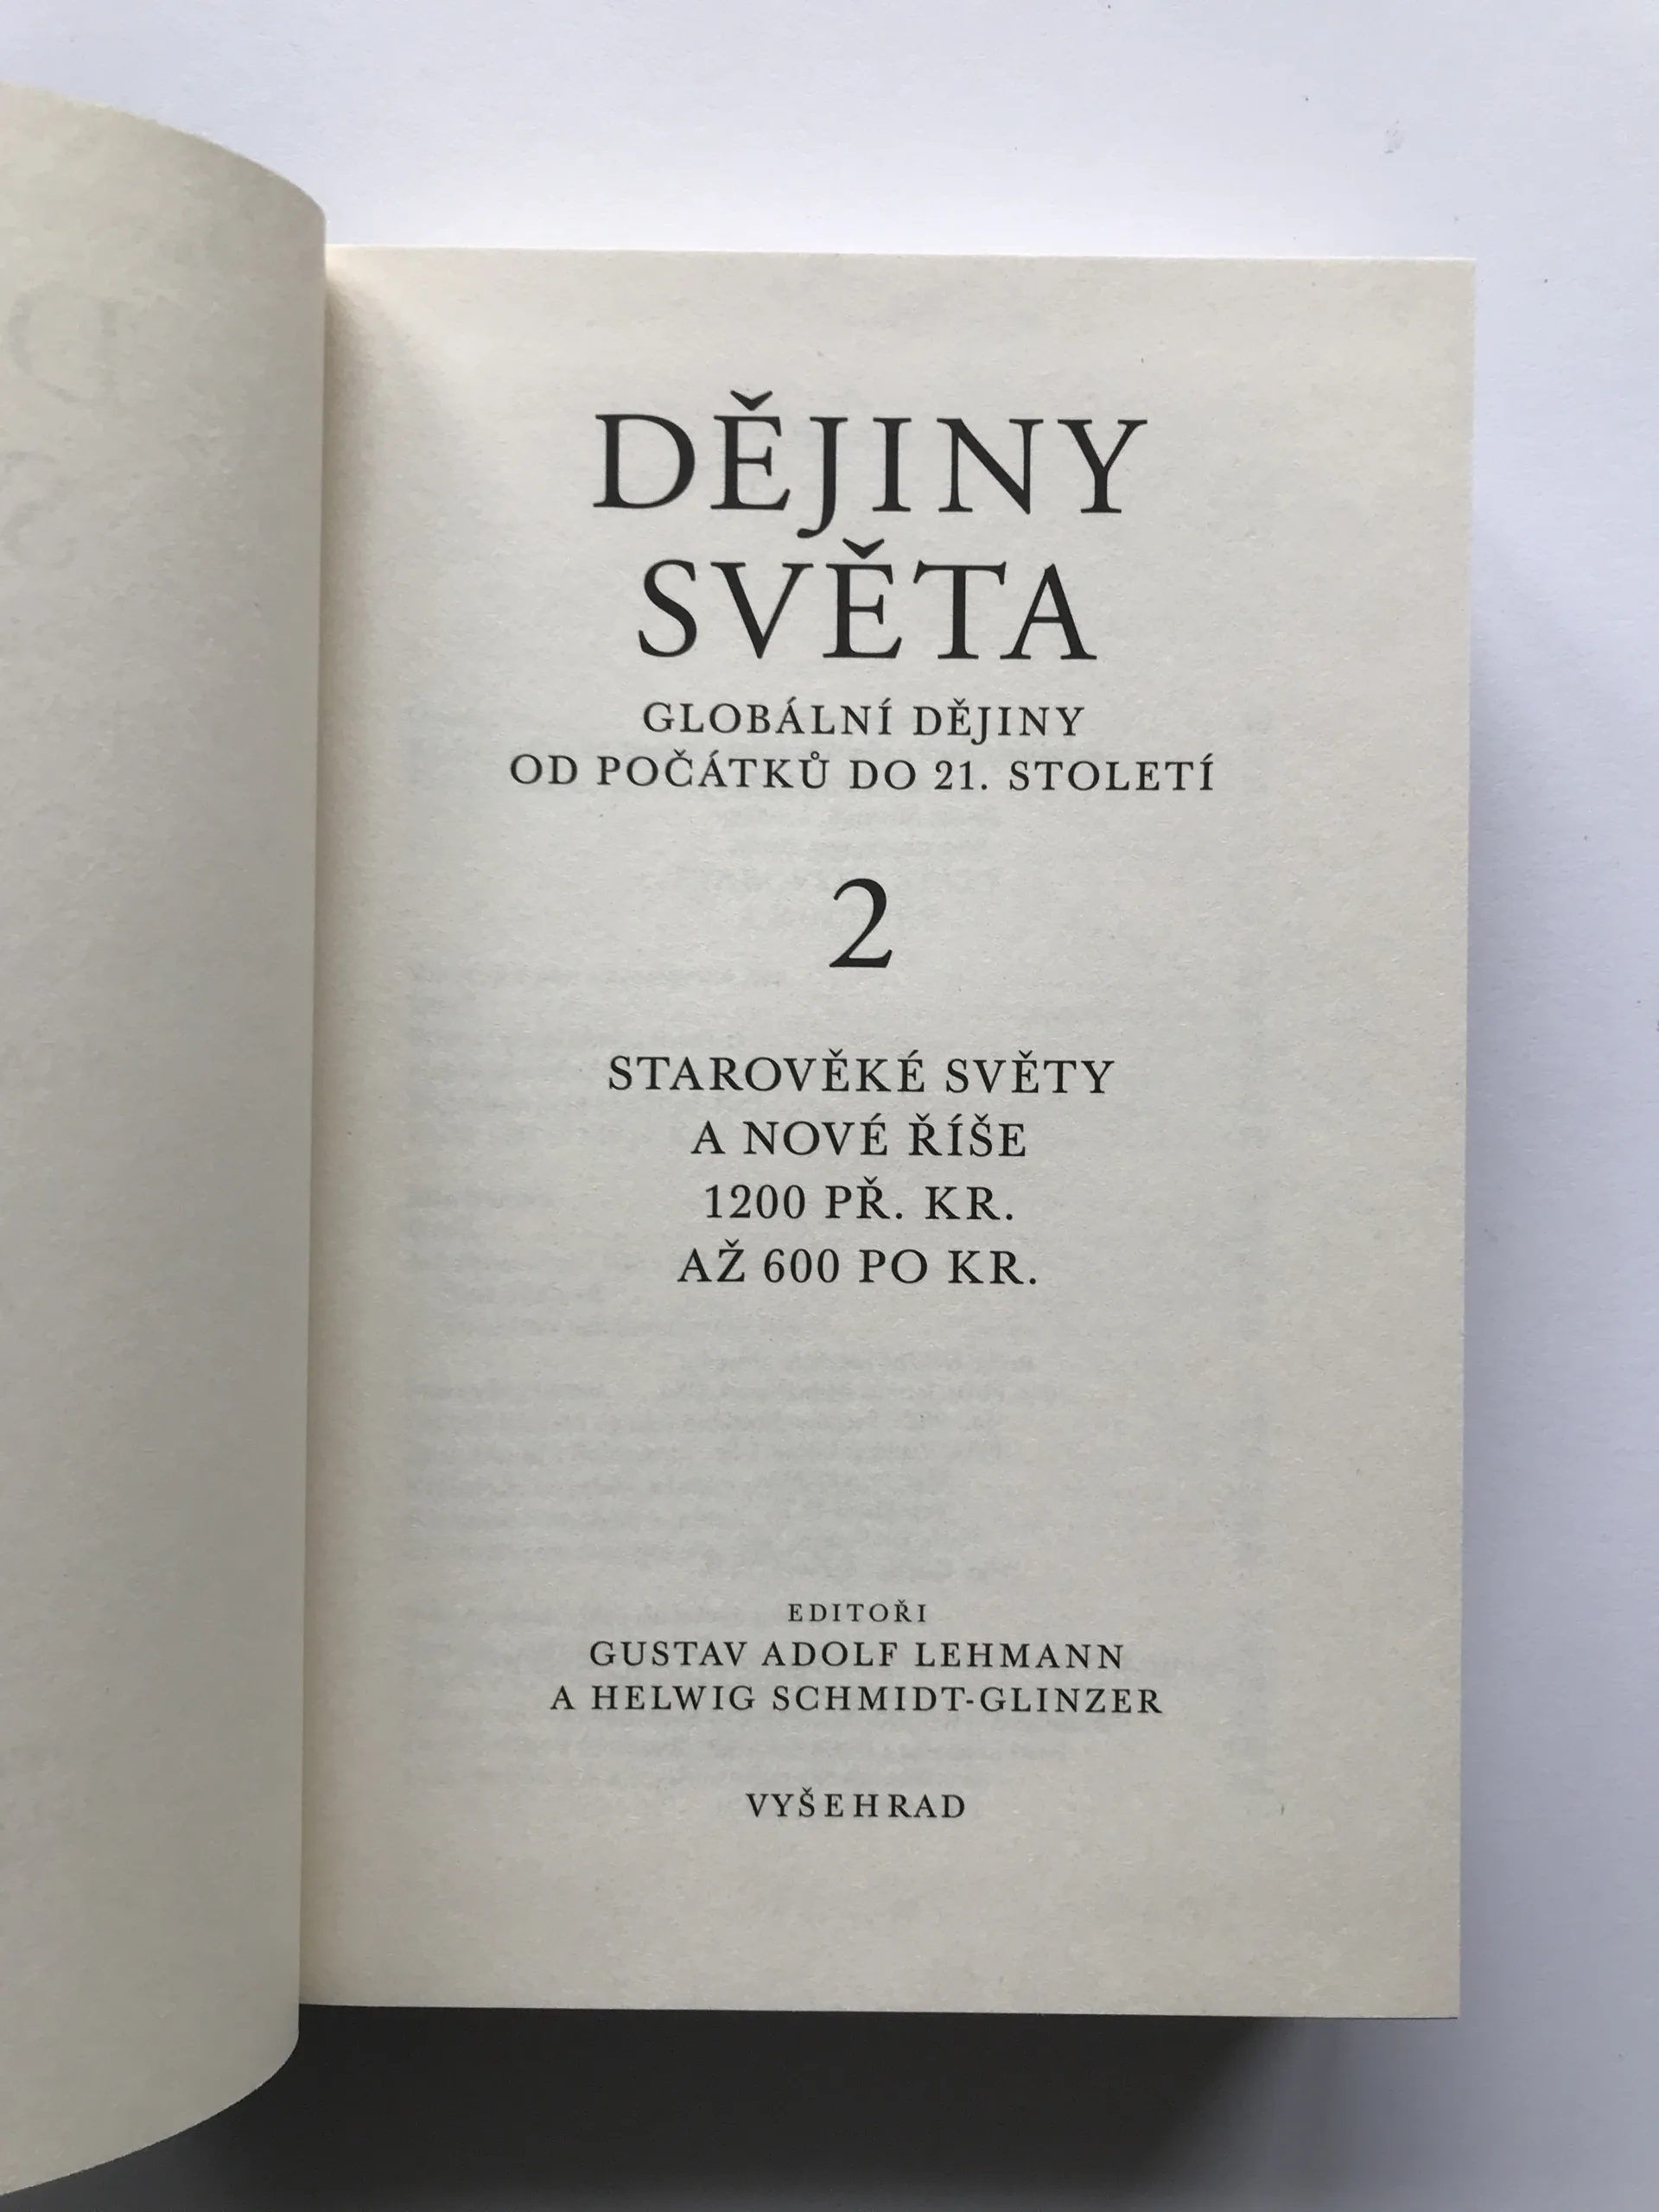 DĚJINY
SVĚTA
GLOBÁLNÍ DĚJINY
OD POČÁTKŮ DO 21. STOLETÍ
2
STAROVĚKÉ SVĚTY
A NOVÉ ŘÍŠE
1200 PŘ. KR.
AŽ 600 PO KR.
EDITOŘI
GUSTAV ADOLF LEHMANN
A HELWIG SCHMIDT-GLINZER
VYŠEHRAD